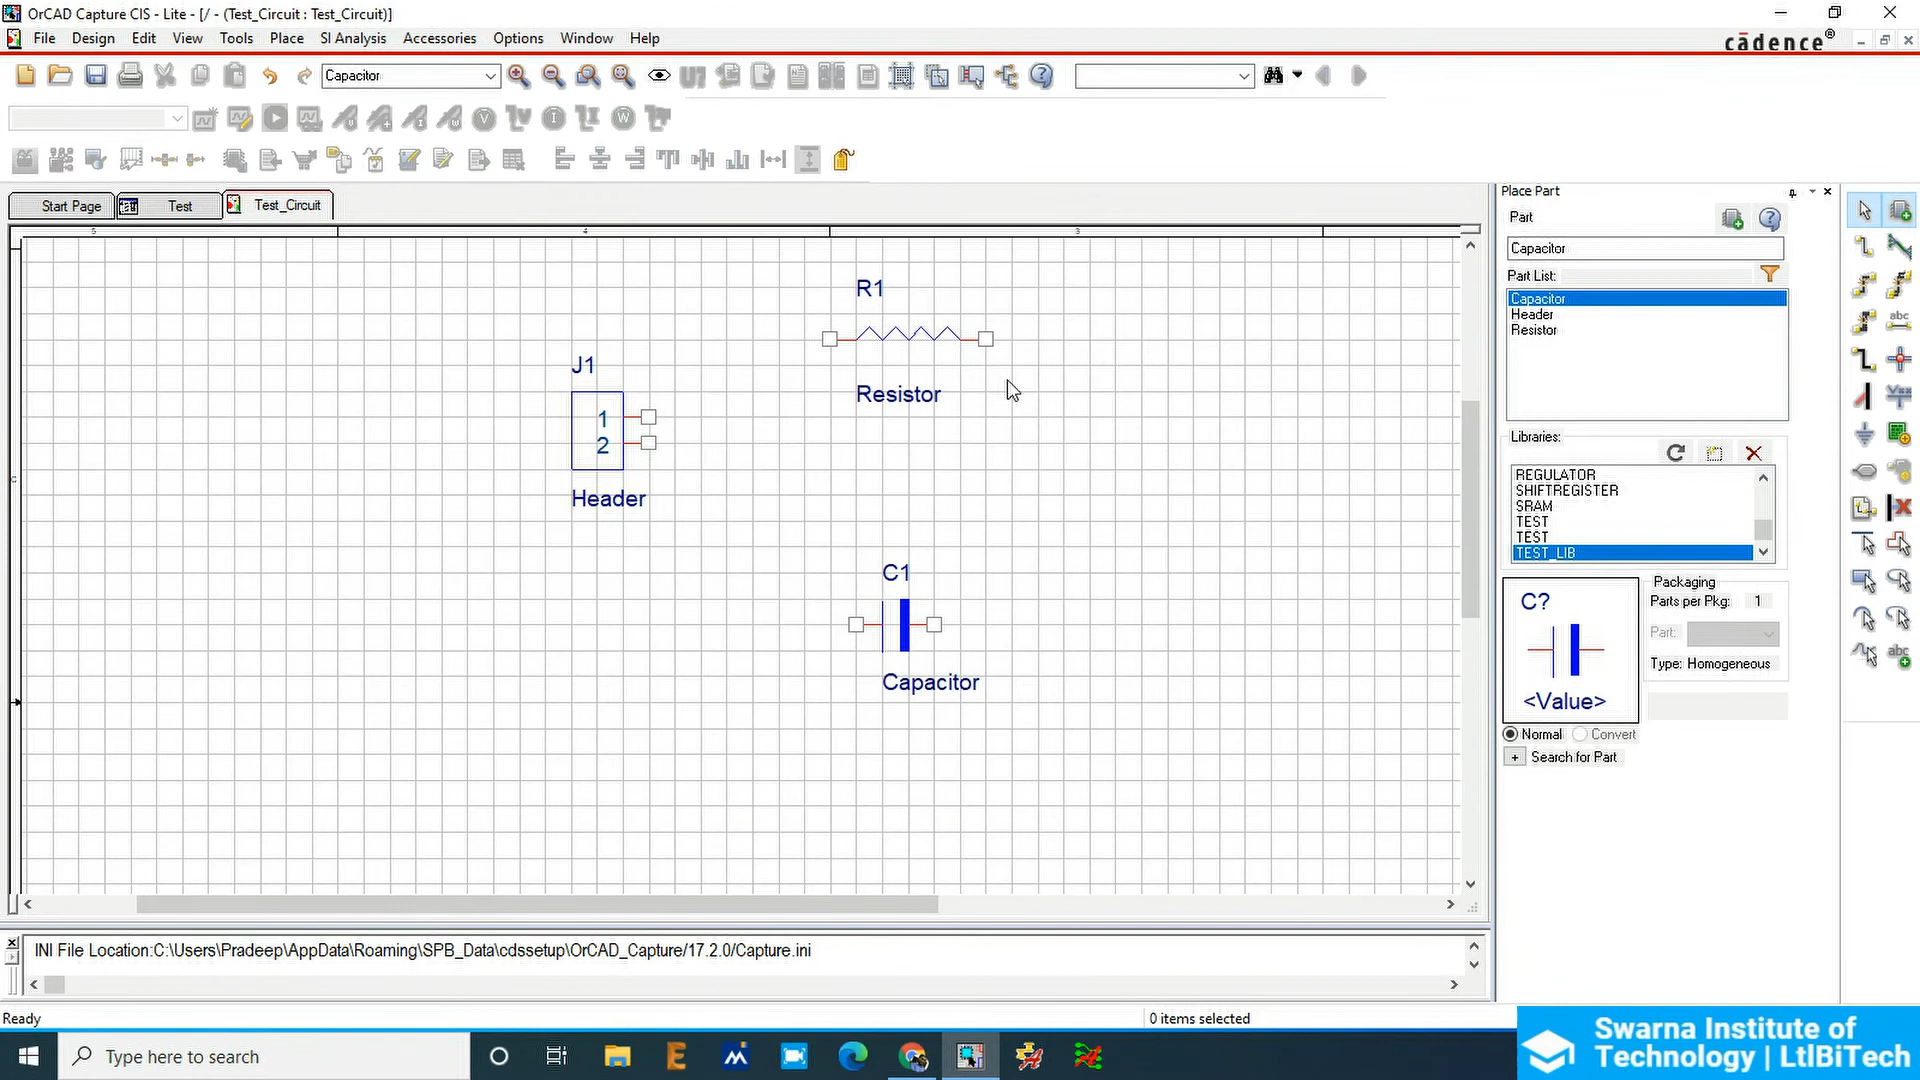 OrCAD Capture CIS - Lite - [/ - (Test_Circuit : Test_Circuit)]
File Design Edit View Tools Place SI Analysis Accessories Options Window Help
cādence®
Capacitor
Start Page
Test
Test_Circuit
5 4 3
C
R1
Resistor
J1
1
2
Header
C1
Capacitor
Place Part
Part
Capacitor
Part List:
Capacitor
Header
Resistor
Libraries:
REGULATOR
SHIFTREGISTER
SRAM
TEST
TEST
TEST_LIB
C?
<Value>
Packaging
Parts per Pkg: 1
Part:
Type: Homogeneous
Normal Convert
+ Search for Part
INI File Location:C:\Users\Pradeep\AppData\Roaming\SPB_Data\cdssetup\OrCAD_Capture/17.2.0/Capture.ini
Ready
0 items selected
Type here to search
Swarna Institute of
Technology | LtIBiTech